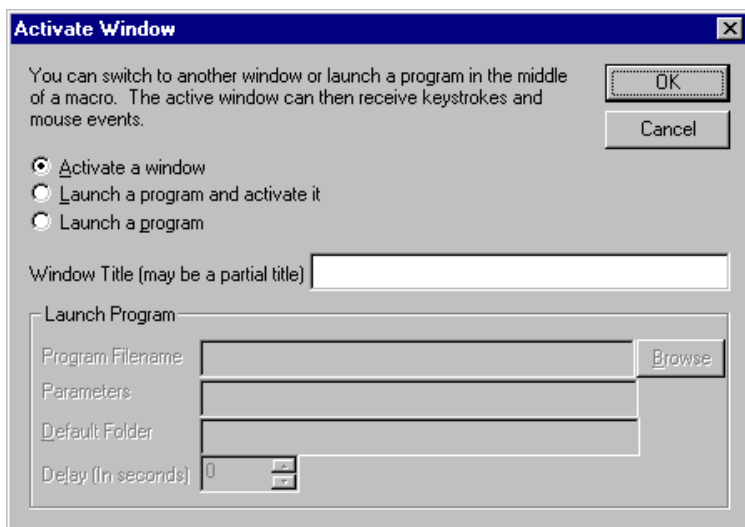 Activate Window
You can switch to another window or launch a program in the middle
of a macro.  The active window can then receive keystrokes and
mouse events.
OK
Cancel
Activate a window
Launch a program and activate it
Launch a program
Window Title (may be a partial title)
Launch Program
Program Filename
Browse
Parameters
Default Folder
Delay (In seconds) 0